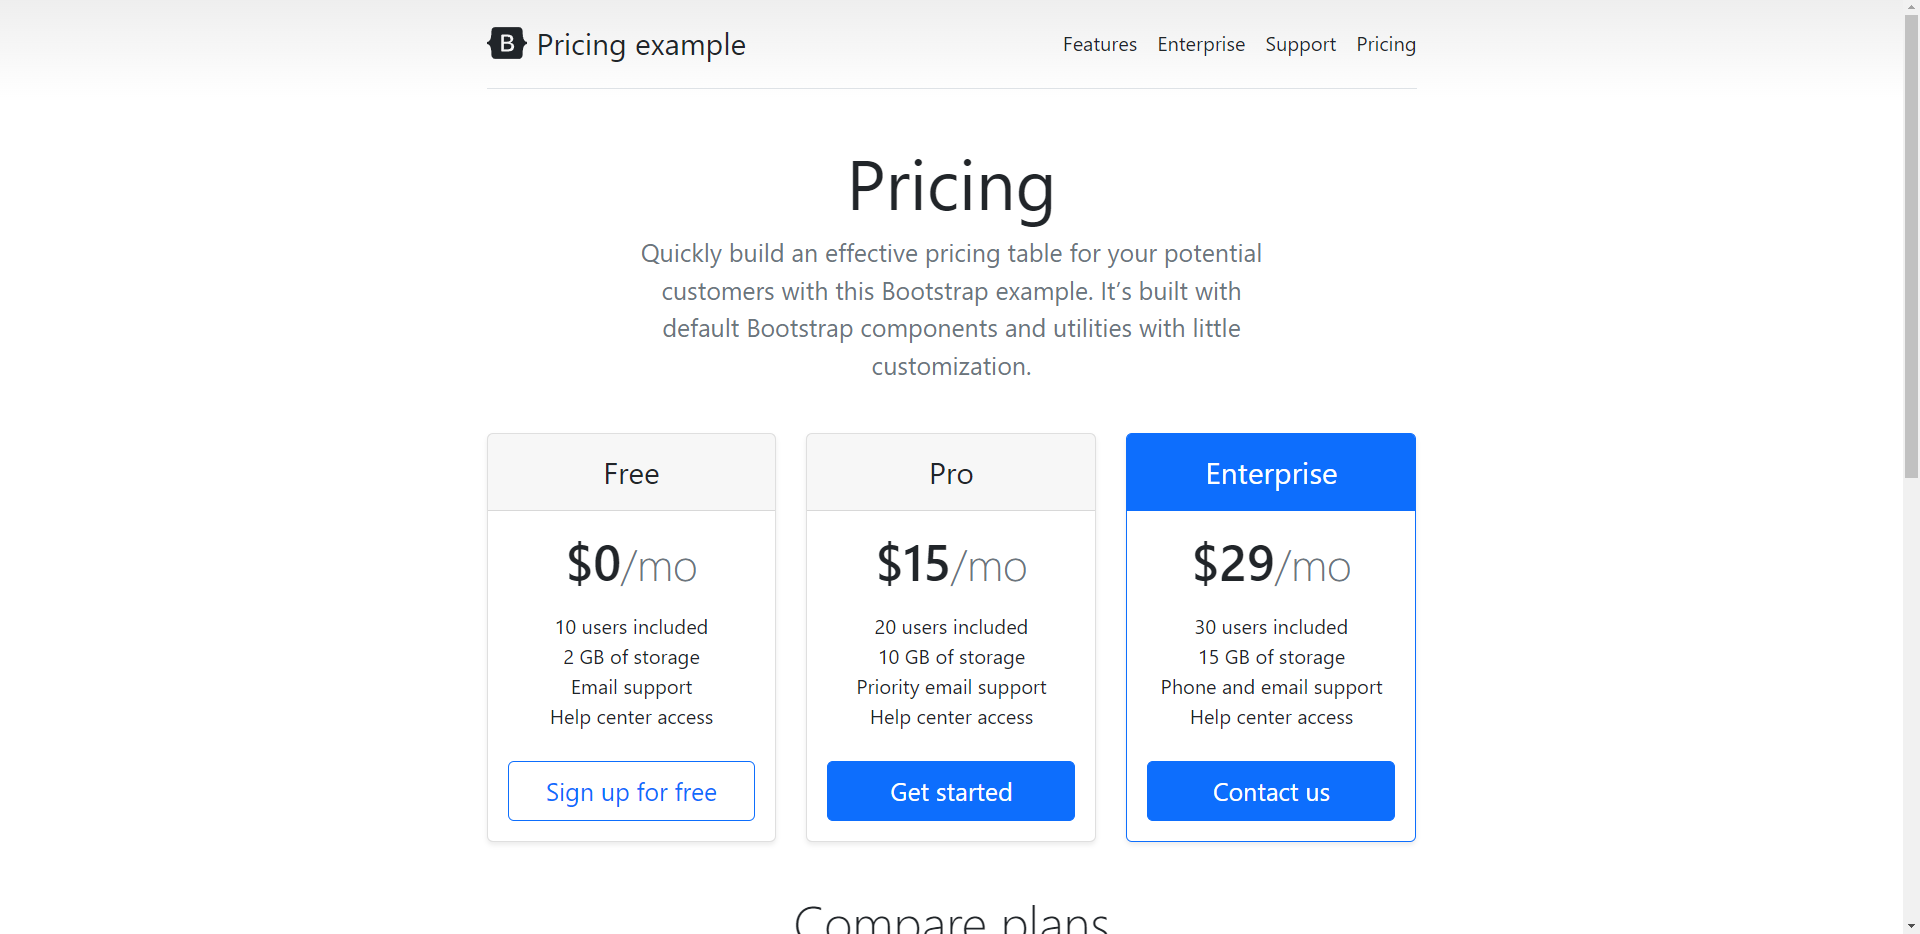 B Pricing example
Features Enterprise Support Pricing
Pricing
Quickly build an effective pricing table for your potential
customers with this Bootstrap example. It’s built with
default Bootstrap components and utilities with little
customization.
Free
$0/mo
10 users included
2 GB of storage
Email support
Help center access
Sign up for free
Pro
$15/mo
20 users included
10 GB of storage
Priority email support
Help center access
Get started
Enterprise
$29/mo
30 users included
15 GB of storage
Phone and email support
Help center access
Contact us
Compare plans